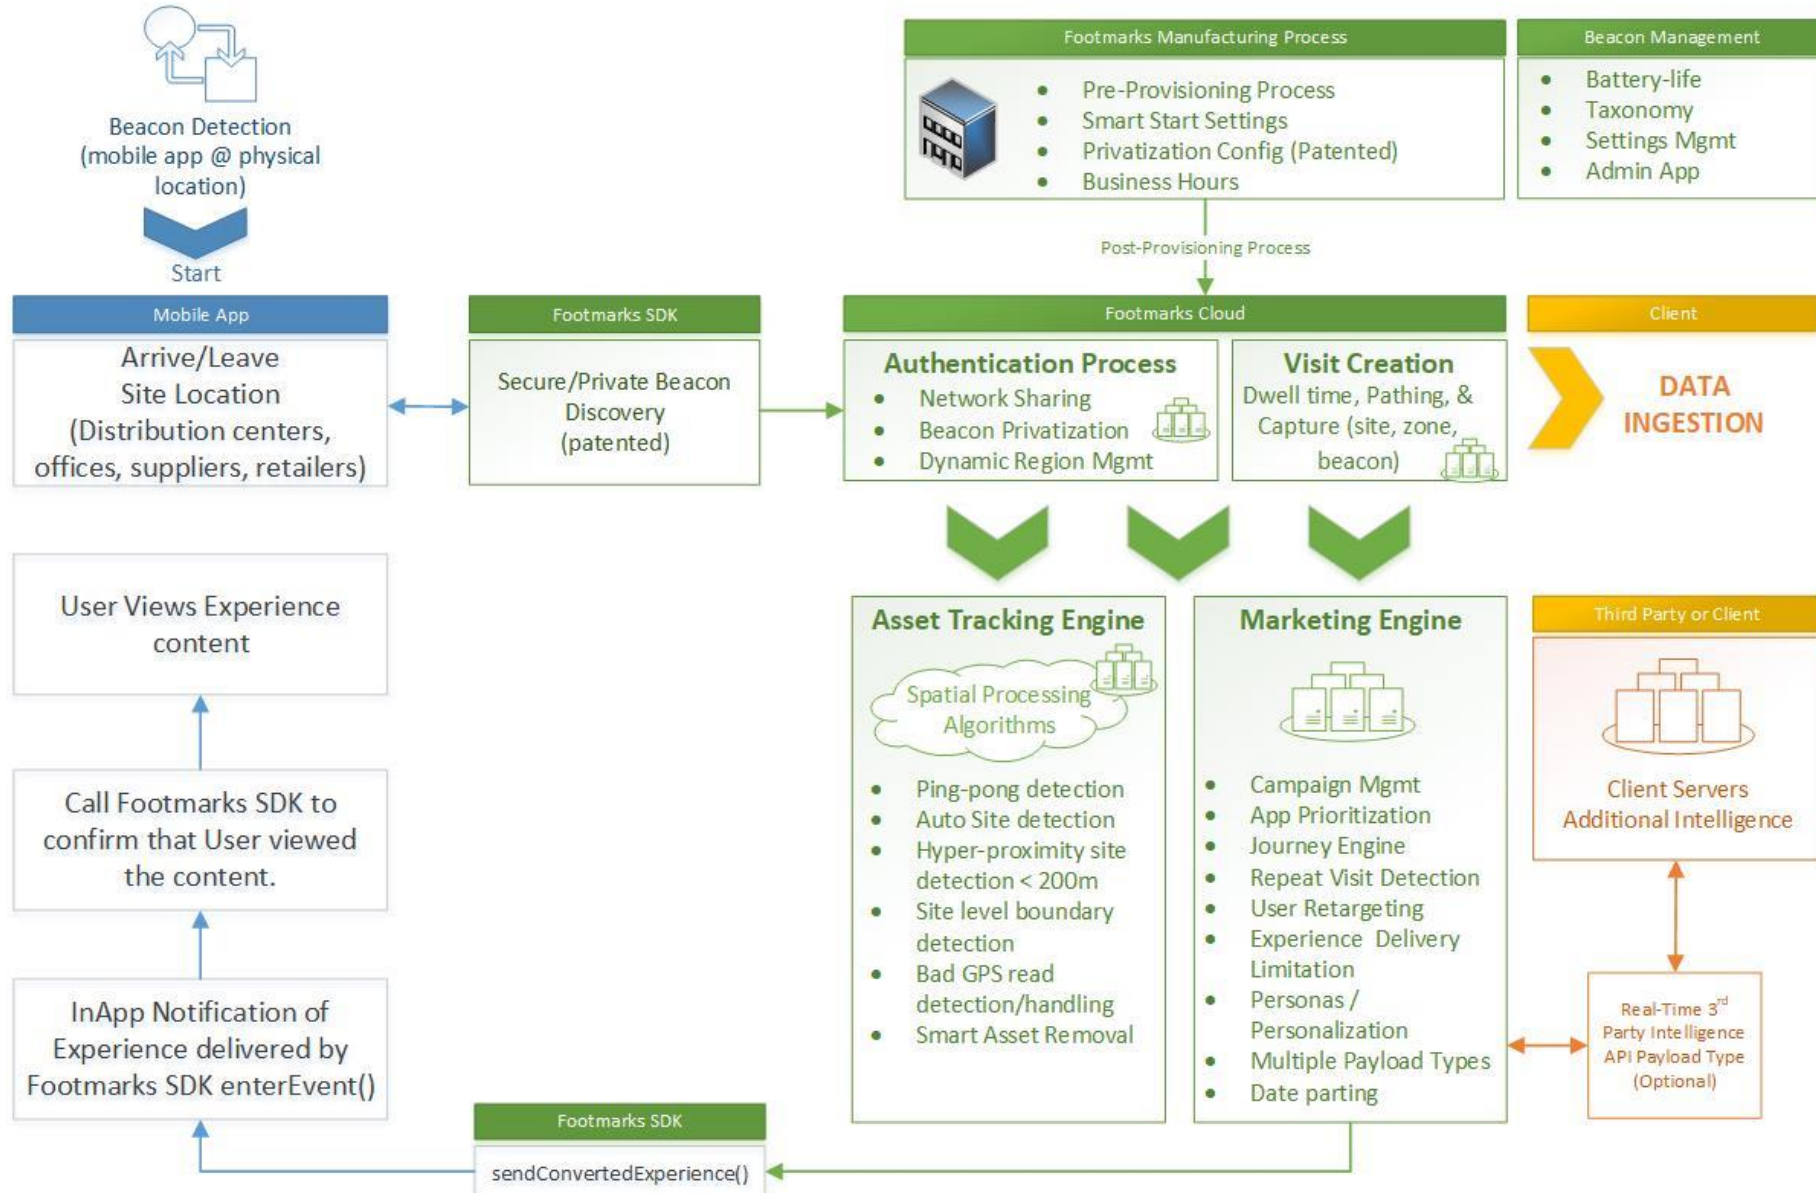 Beacon Detection
(mobile app @ physical
location)
Start
Footmarks Manufacturing Process
• Pre-Provisioning Process
• Smart Start Settings
• Privatization Config (Patented)
• Business Hours
Beacon Management
• Battery-life
• Taxonomy
• Settings Mgmt
• Admin App
Post-Provisioning Process
Mobile App
Arrive/Leave
Site Location
(Distribution centers,
offices, suppliers, retailers)
Footmarks SDK
Secure/Private Beacon
Discovery
(patented)
Footmarks Cloud
Authentication Process
• Network Sharing
• Beacon Privatization
• Dynamic Region Mgmt
Visit Creation
Dwell time, Pathing, &
Capture (site, zone,
beacon)
Client
DATA
INGESTION
User Views Experience
content
Call Footmarks SDK to
confirm that User viewed
the content.
InApp Notification of
Experience delivered by
Footmarks SDK enterEvent()
Asset Tracking Engine
Spatial Processing
Algorithms
• Ping-pong detection
• Auto Site detection
• Hyper-proximity site
detection < 200m
• Site level boundary
detection
• Bad GPS read
detection/handling
• Smart Asset Removal
Marketing Engine
• Campaign Mgmt
• App Prioritization
• Journey Engine
• Repeat Visit Detection
• User Retargeting
• Experience Delivery
Limitation
• Personas /
Personalization
• Multiple Payload Types
• Date parting
Third Party or Client
Client Servers
Additional Intelligence
Real-Time 3rd
Party Intelligence
API Payload Type
(Optional)
Footmarks SDK
sendConvertedExperience()